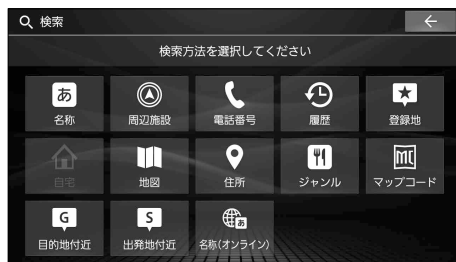 検索
検索方法を選択してください
あ
名称
周辺施設
電話番号
履歴
登録地
自宅
地図
住所
ジャンル
マップコード
G
目的地付近
S
出発地付近
あ
名称(オンライン)